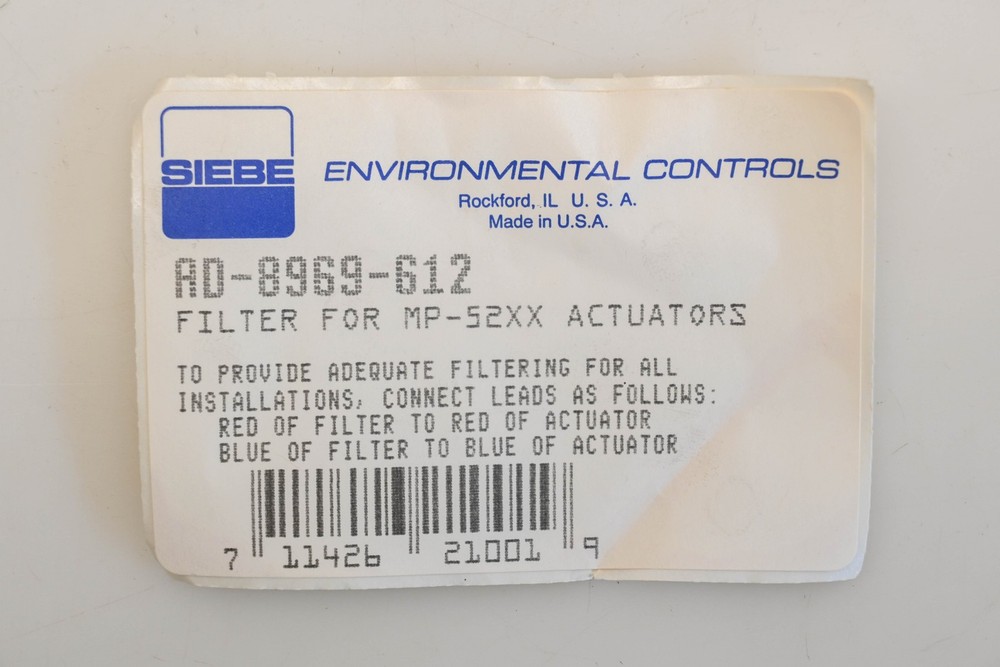 SIEBE
ENVIRONMENTAL CONTROLS
Rockford, IL U. S. A.
Made in U.S.A.
AD-8969-612
FILTER FOR MP-52XX ACTUATORS
TO PROVIDE ADEQUATE FILTERING FOR ALL
INSTALLATIONS, CONNECT LEADS AS FOLLOWS:
RED OF FILTER TO RED OF ACTUATOR
BLUE OF FILTER TO BLUE OF ACTUATOR
7 11426 21001 9